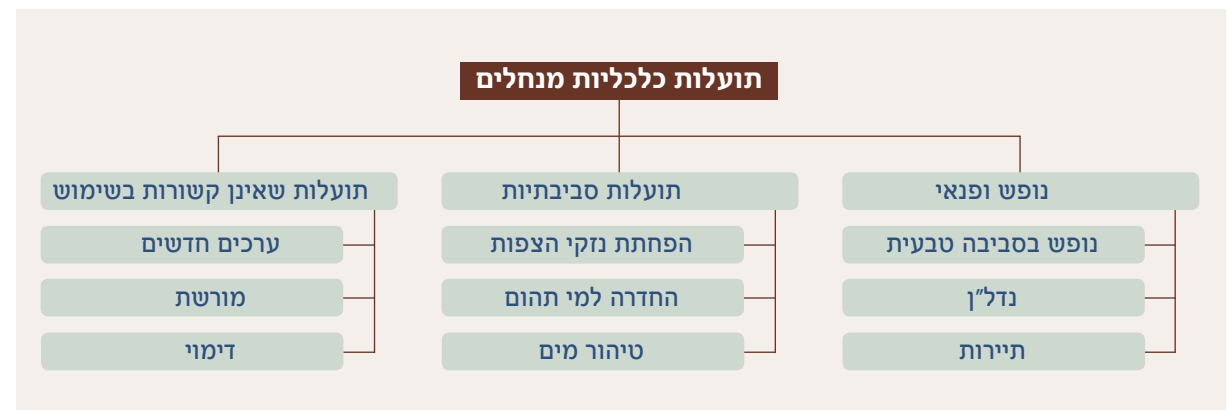 תועלות כלכליות מנחלים
נופש ופנאי
נופש בסביבה טבעית
נדל״ן
תיירות
תועלות סביבתיות
הפחתת נזקי הצפות
החדרה למי תהום
טיהור מים
תועלות שאינן קשורות בשימוש
ערכים חדשים
מורשת
דימוי